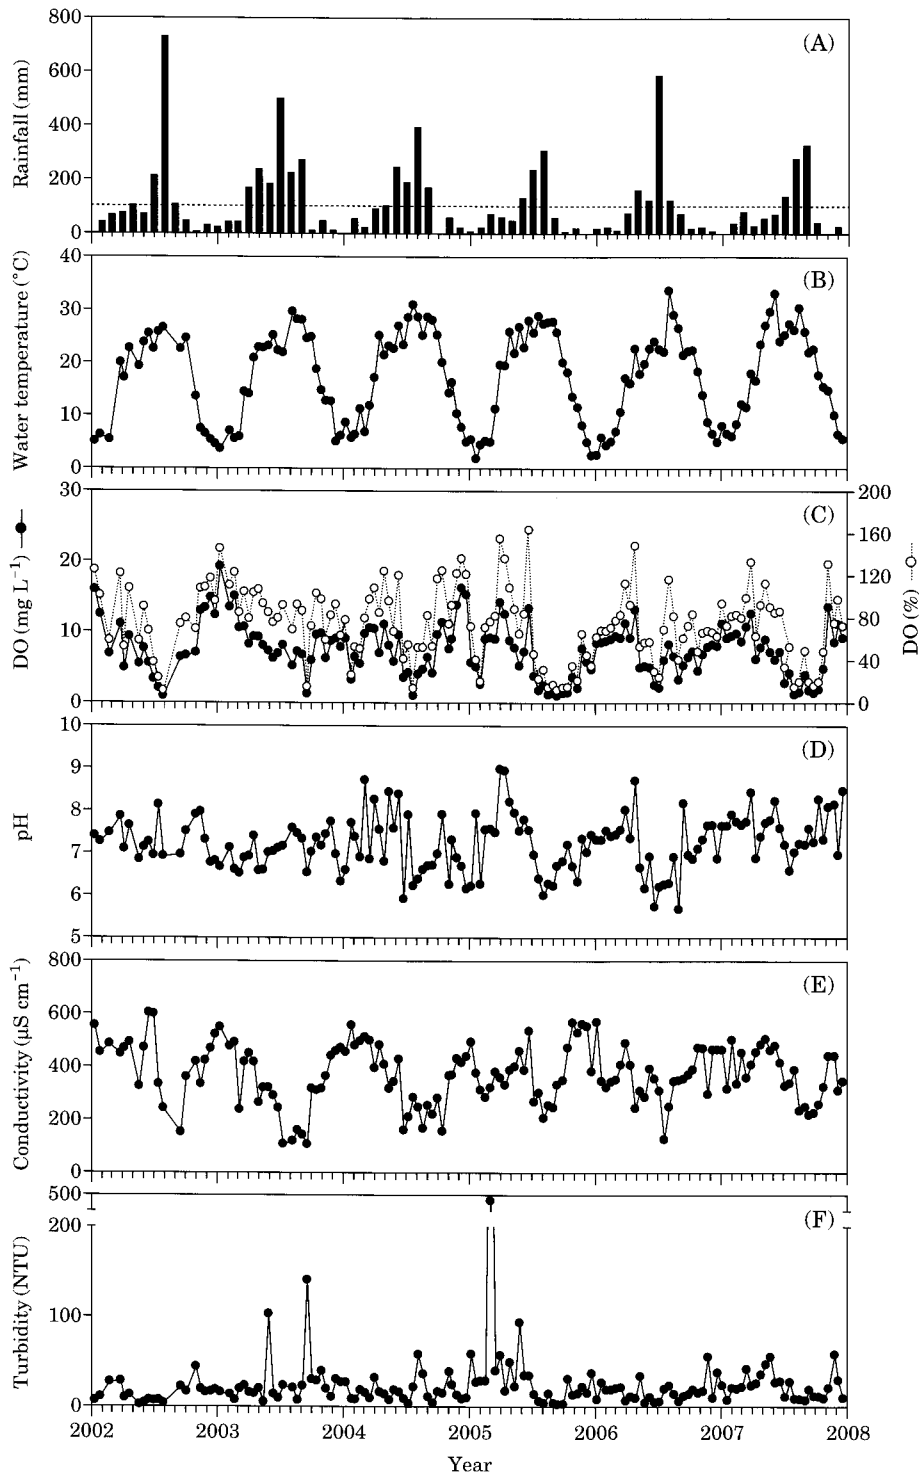 800
600
400
200
0
Rainfall (mm)
(A)
40
30
20
10
0
Water temperature (°C)
(B)
30
20
10
0
DO (mg L⁻¹)
200
160
120
80
40
0
DO (%)
(C)
10
9
8
7
6
5
pH
(D)
800
600
400
200
0
Conductivity (µS cm⁻¹)
(E)
500
200
100
0
Turbidity (NTU)
(F)
2002 2003 2004 2005 2006 2007 2008
Year